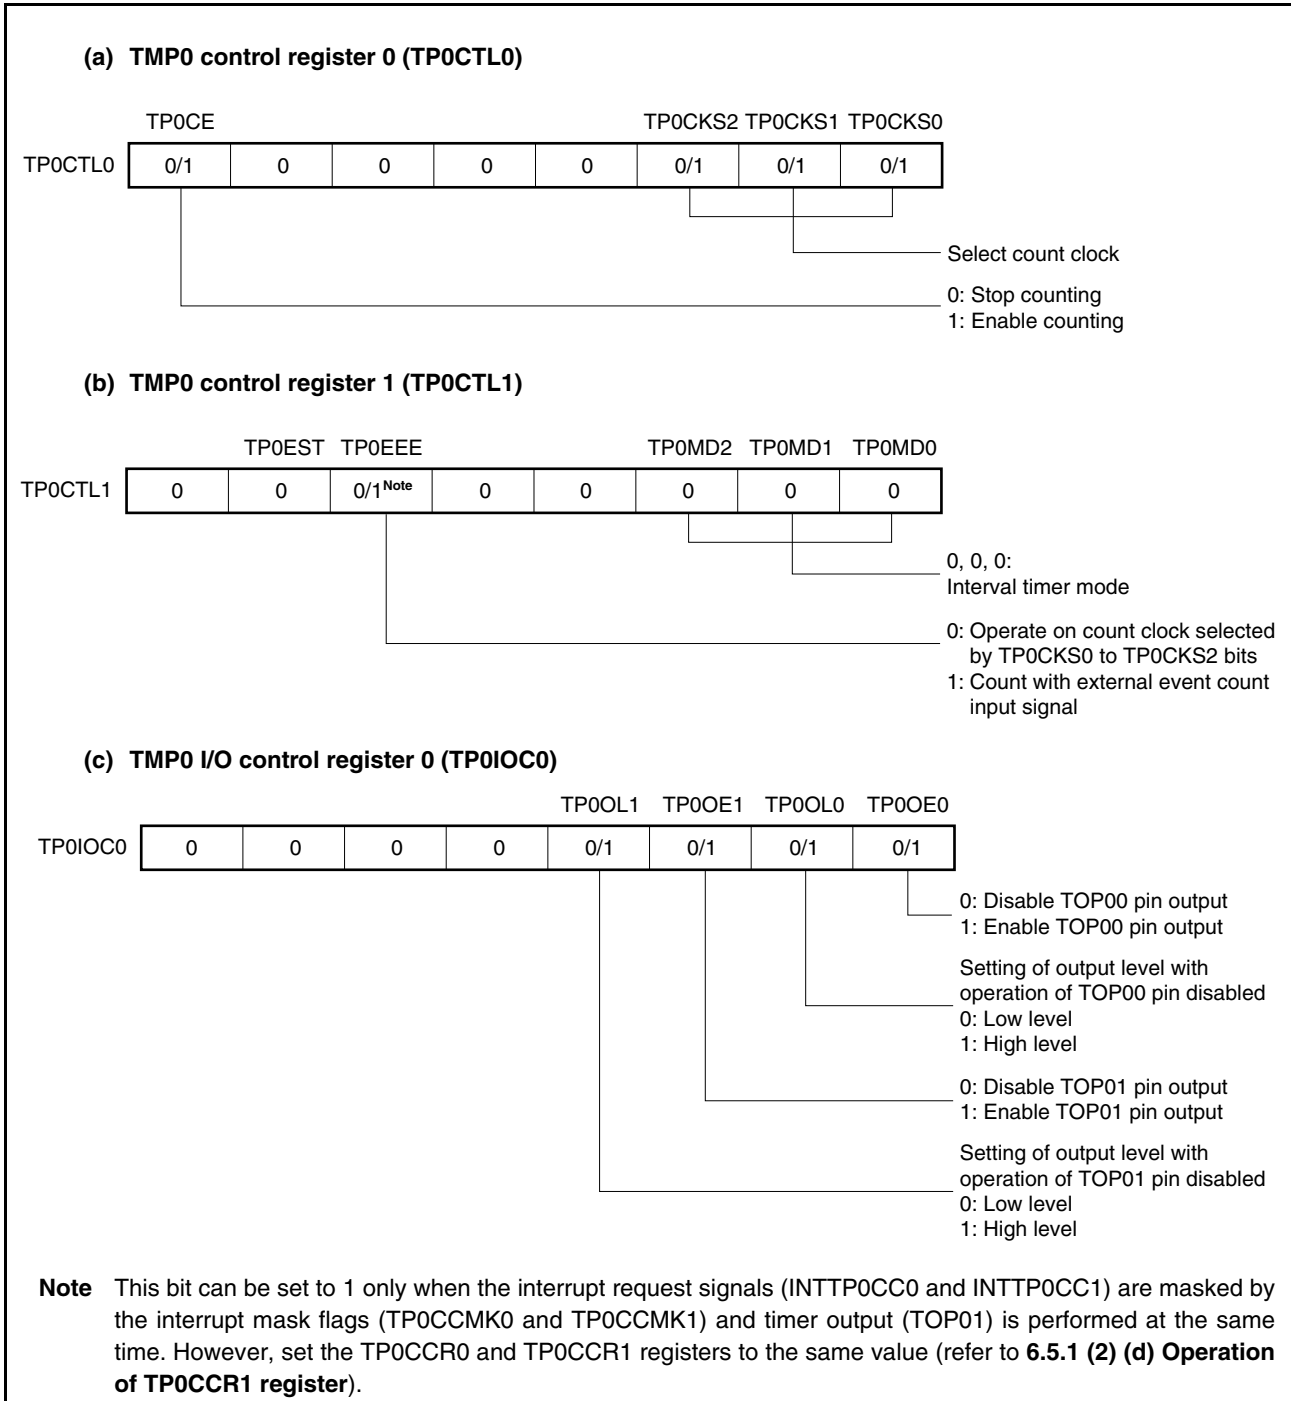 (a) TMP0 control register 0 (TP0CTL0)
TP0CE TP0CKS2 TP0CKS1 TP0CKS0
TP0CTL0 0/1 0 0 0 0 0/1 0/1 0/1
Select count clock
0: Stop counting
1: Enable counting
(b) TMP0 control register 1 (TP0CTL1)
TP0EST TP0EEE TP0MD2 TP0MD1 TP0MD0
TP0CTL1 0 0 0/1Note 0 0 0 0 0
0, 0, 0:
Interval timer mode
0: Operate on count clock selected
by TP0CKS0 to TP0CKS2 bits
1: Count with external event count
input signal
(c) TMP0 I/O control register 0 (TP0IOC0)
TP0OL1 TP0OE1 TP0OL0 TP0OE0
TP0IOC0 0 0 0 0 0/1 0/1 0/1 0/1
0: Disable TOP00 pin output
1: Enable TOP00 pin output
Setting of output level with
operation of TOP00 pin disabled
0: Low level
1: High level
0: Disable TOP01 pin output
1: Enable TOP01 pin output
Setting of output level with
operation of TOP01 pin disabled
0: Low level
1: High level
Note This bit can be set to 1 only when the interrupt request signals (INTTP0CC0 and INTTP0CC1) are masked by
the interrupt mask flags (TP0CCMK0 and TP0CCMK1) and timer output (TOP01) is performed at the same
time. However, set the TP0CCR0 and TP0CCR1 registers to the same value (refer to 6.5.1 (2) (d) Operation
of TP0CCR1 register).